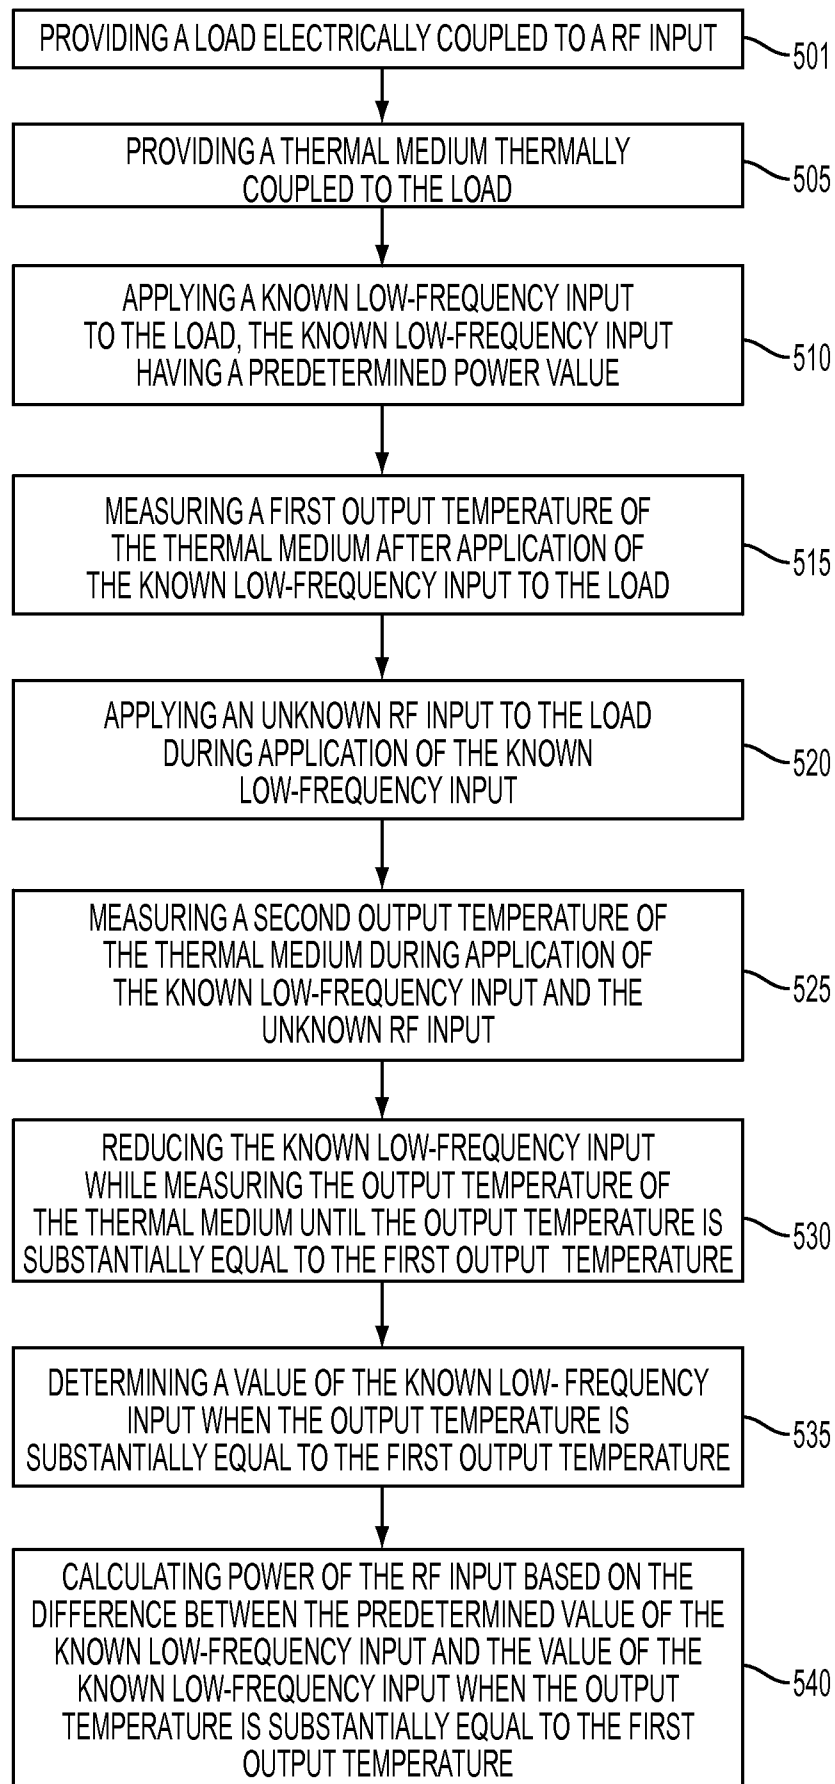 PROVIDING A LOAD ELECTRICALLY COUPLED TO A RF INPUT
501
PROVIDING A THERMAL MEDIUM THERMALLY
COUPLED TO THE LOAD
505
APPLYING A KNOWN LOW-FREQUENCY INPUT
TO THE LOAD, THE KNOWN LOW-FREQUENCY INPUT
HAVING A PREDETERMINED POWER VALUE
510
MEASURING A FIRST OUTPUT TEMPERATURE OF
THE THERMAL MEDIUM AFTER APPLICATION OF
THE KNOWN LOW-FREQUENCY INPUT TO THE LOAD
515
APPLYING AN UNKNOWN RF INPUT TO THE LOAD
DURING APPLICATION OF THE KNOWN
LOW-FREQUENCY INPUT
520
MEASURING A SECOND OUTPUT TEMPERATURE OF
THE THERMAL MEDIUM DURING APPLICATION OF
THE KNOWN LOW-FREQUENCY INPUT AND THE
UNKNOWN RF INPUT
525
REDUCING THE KNOWN LOW-FREQUENCY INPUT
WHILE MEASURING THE OUTPUT TEMPERATURE OF
THE THERMAL MEDIUM UNTIL THE OUTPUT TEMPERATURE IS
SUBSTANTIALLY EQUAL TO THE FIRST OUTPUT TEMPERATURE
530
DETERMINING A VALUE OF THE KNOWN LOW- FREQUENCY
INPUT WHEN THE OUTPUT TEMPERATURE IS
SUBSTANTIALLY EQUAL TO THE FIRST OUTPUT TEMPERATURE
535
CALCULATING POWER OF THE RF INPUT BASED ON THE
DIFFERENCE BETWEEN THE PREDETERMINED VALUE OF THE
KNOWN LOW-FREQUENCY INPUT AND THE VALUE OF THE
KNOWN LOW-FREQUENCY INPUT WHEN THE OUTPUT
TEMPERATURE IS SUBSTANTIALLY EQUAL TO THE FIRST
OUTPUT TEMPERATURE
540